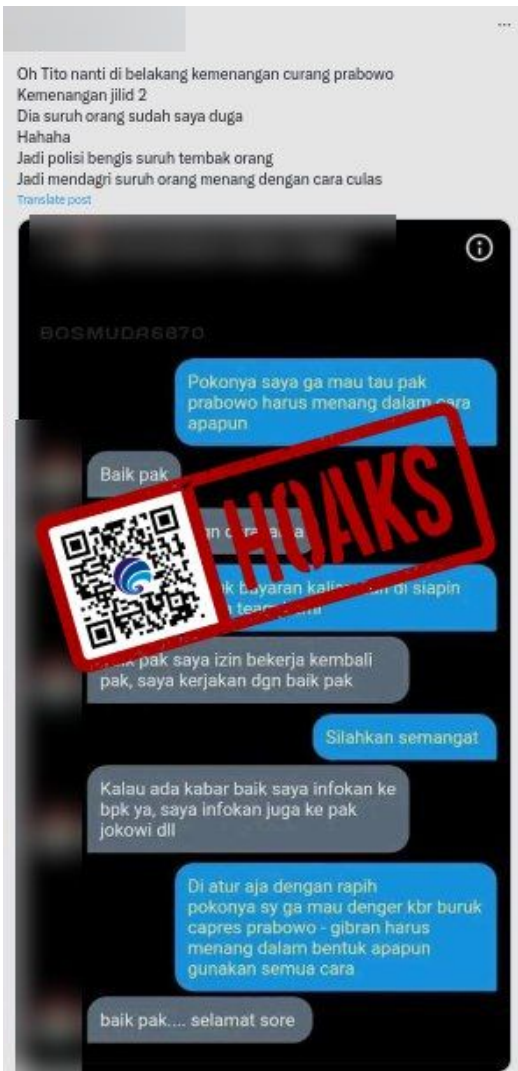 Oh Tito nanti di belakang kemenangan curang prabowo
Kemenangan jilid 2
Dia suruh orang sudah saya duga
Hahaha
Jadi polisi bengis suruh tembak orang
Jadi mendagri suruh orang menang dengan cara culas
Translate post
BOSMUDA6870
Pokonya saya ga mau tau pak
prabowo harus menang dalam cara
apapun
Baik pak
HOAKS
bayaran
di siapin
pak saya izin bekerja kembali
pak, saya kerjakan dgn baik pak
Silahkan semangat
Kalau ada kabar baik saya infokan ke
bpk ya, saya infokan juga ke pak
jokowi dll
Di atur aja dengan rapih
pokonya sy ga mau denger kbr buruk
capres prabowo - gibran harus
menang dalam bentuk apapun
gunakan semua cara
baik pak.... selamat sore